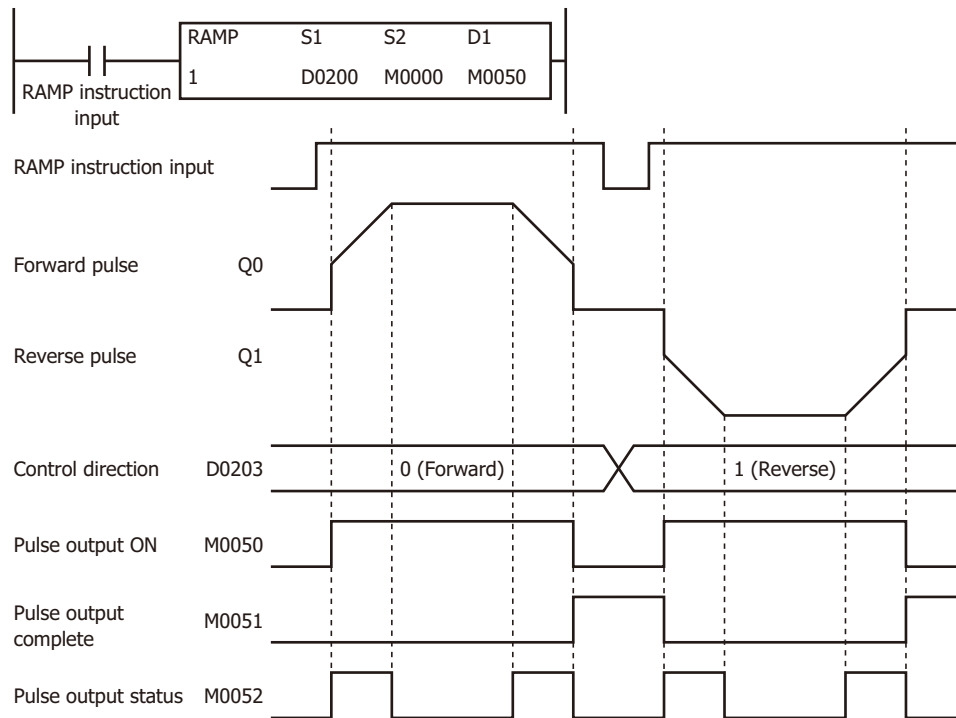 RAMP S1 S2 D1
1 D0200 M0000 M0050
RAMP instruction
input
RAMP instruction input
Forward pulse Q0
Reverse pulse Q1
Control direction D0203 0 (Forward) 1 (Reverse)
Pulse output ON M0050
Pulse output
complete M0051
Pulse output status M0052